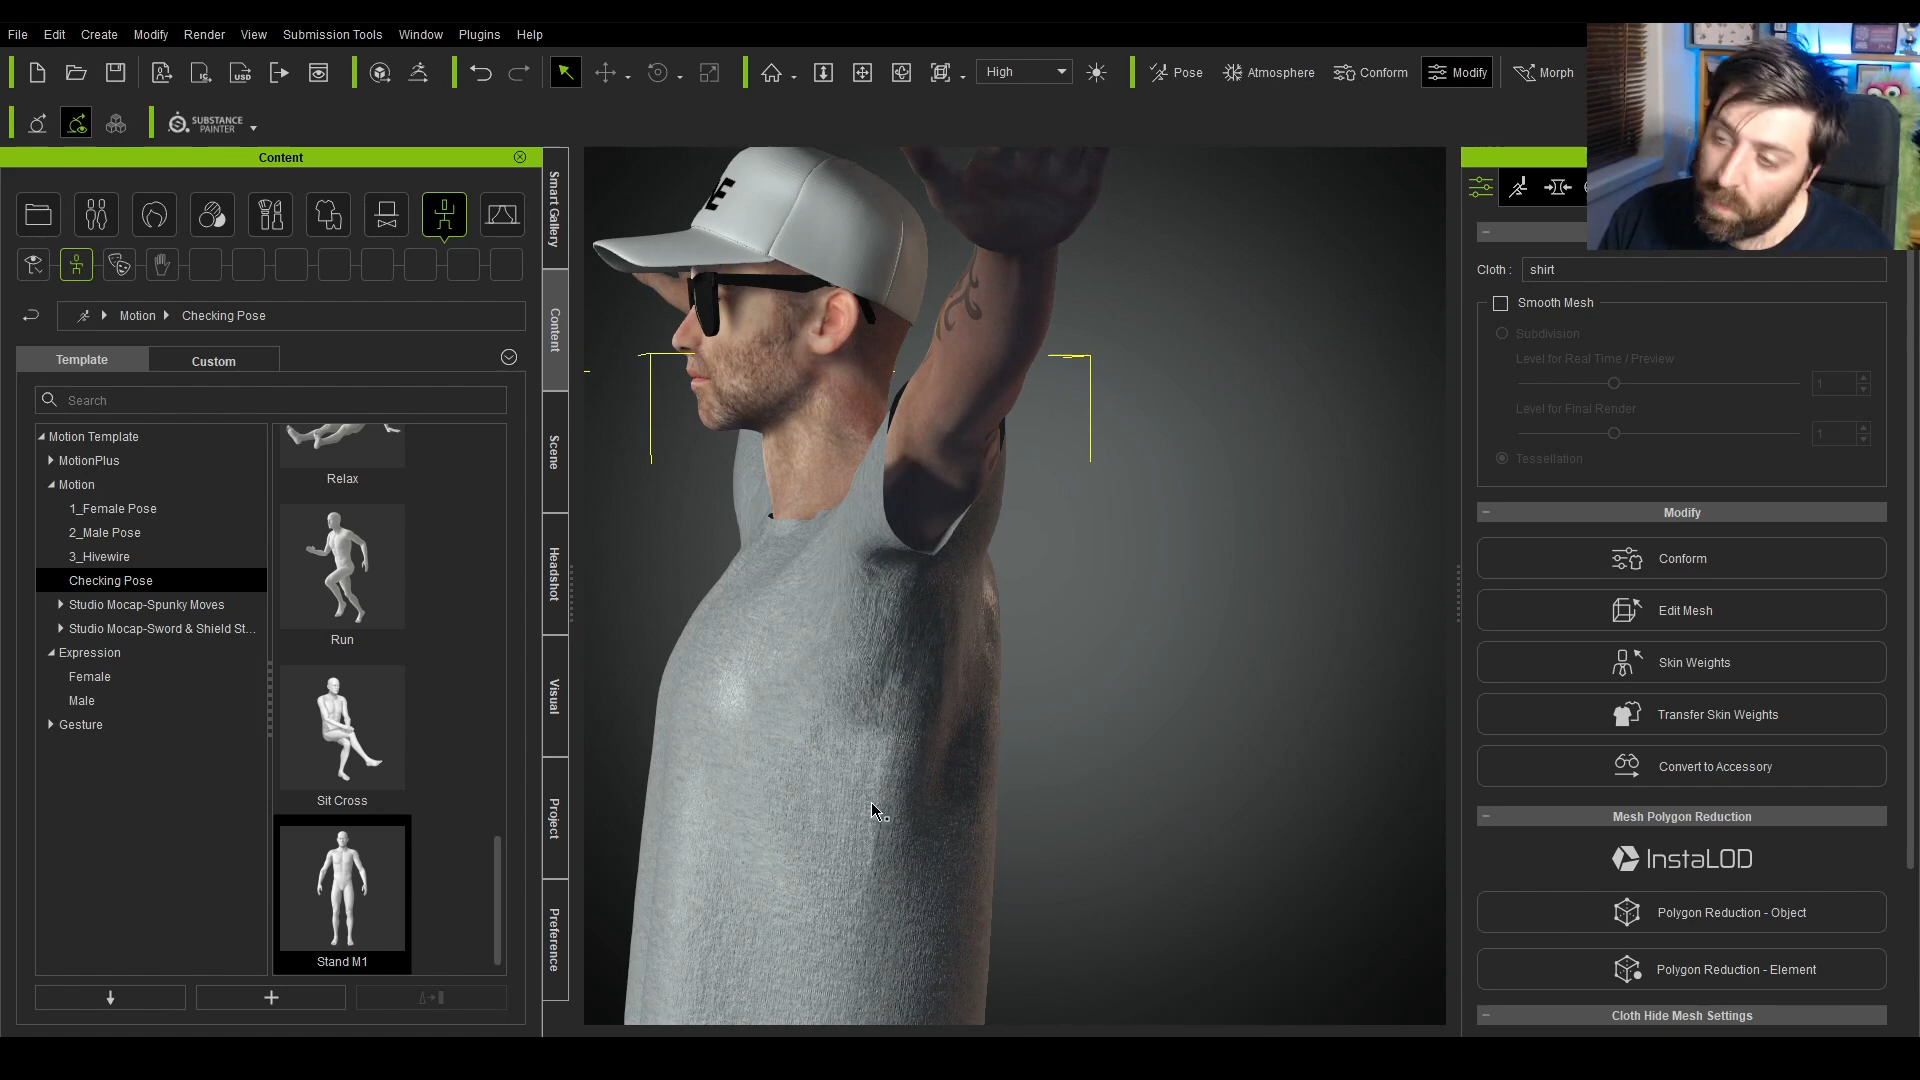 File Edit Create Modify Render View Submission Tools Window Plugins Help
High Pose Atmosphere Conform Modify Morph
SUBSTANCE
PAINTER
Content
Motion Checking Pose
Template Custom
Search
Motion Template
MotionPlus
Motion
1_Female Pose
2_Male Pose
3_Hivewire
Checking Pose
Studio Mocap-Spunky Moves
Studio Mocap-Sword & Shield St...
Expression
Female
Male
Gesture
Relax
Run
Sit Cross
Stand M1
Smart Gallery
Content
Scene
Headshot
Visual
Project
Preference
E
Cloth : shirt
Smooth Mesh
Subdivision
Level for Real Time / Preview
1
Level for Final Render
1
Tessellation
Modify
Conform
Edit Mesh
Skin Weights
Transfer Skin Weights
Convert to Accessory
Mesh Polygon Reduction
InstaLOD
Polygon Reduction - Object
Polygon Reduction - Element
Cloth Hide Mesh Settings